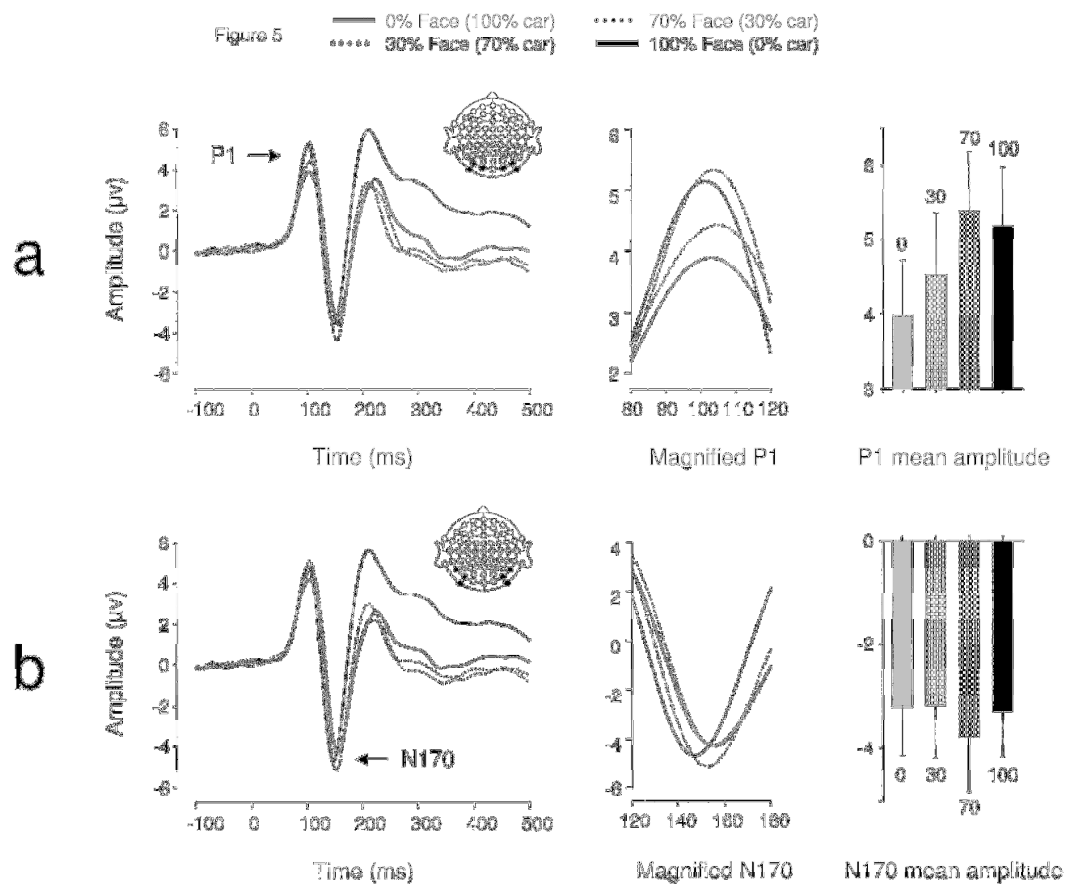 Figure 5
0% Face (100% car)
70% Face (30% car)
30% Face (70% car)
100% Face (0% car)
a
Amplitude (μv)
6
4
2
0
-2
-4
-6
P1
-100 0 100 200 300 400 500
Time (ms)
6
5
4
3
2
80 90 100 110 120
Magnified P1
6
5
4
3
0
30
70
100
P1 mean amplitude
b
Amplitude (μv)
6
4
2
0
-2
-4
-6
N170
-100 0 100 200 300 400 500
Time (ms)
4
2
0
-2
-4
-6
120 140 160 180
Magnified N170
0
-2
-4
0
30
70
100
N170 mean amplitude